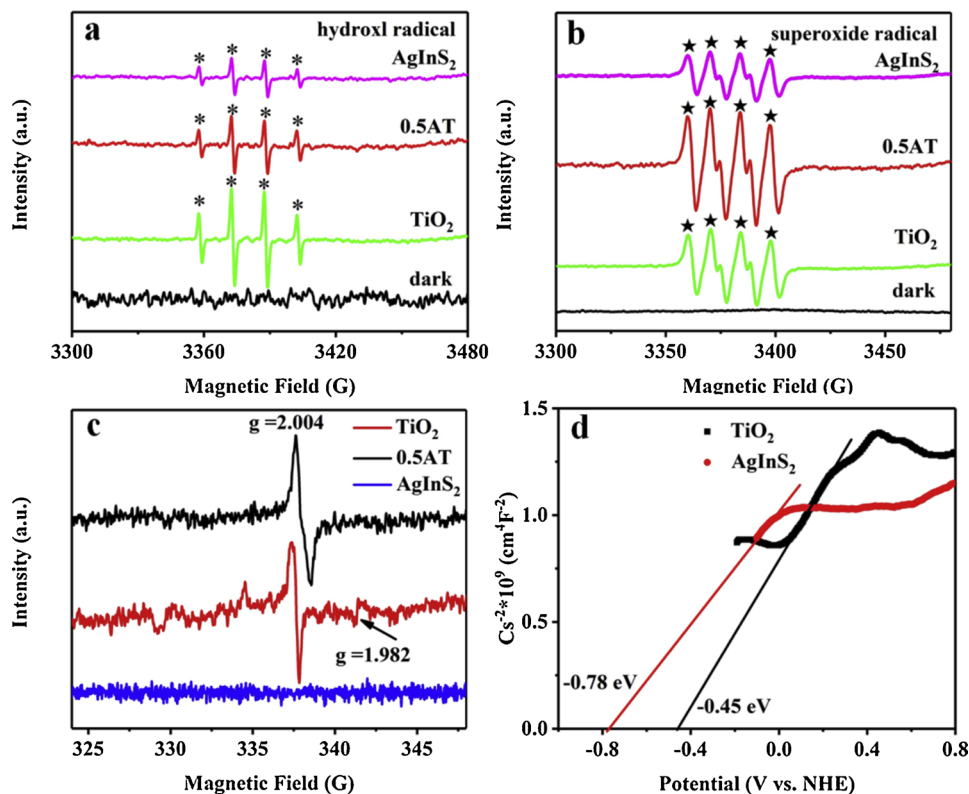 a
hydroxl radical
AgInS₂
* * * *
0.5AT
* * * *
TiO₂
* * * *
dark
Intensity (a.u.)
3300 3360 3420 3480
Magnetic Field (G)
b
superoxide radical
★ ★ ★ ★
AgInS₂
★ ★ ★ ★
0.5AT
★ ★ ★ ★
TiO₂
dark
Intensity (a.u.)
3300 3350 3400 3450
Magnetic Field (G)
c
g =2.004
TiO₂
0.5AT
AgInS₂
g =1.982
Intensity (a.u.)
325 330 335 340 345
Magnetic Field (G)
d
TiO₂
AgInS₂
-0.78 eV
-0.45 eV
Cs⁻²*10⁹ (cm⁴F⁻²)
1.5
1.0
0.5
0.0
-0.8 -0.4 0.0 0.4 0.8
Potential (V vs. NHE)